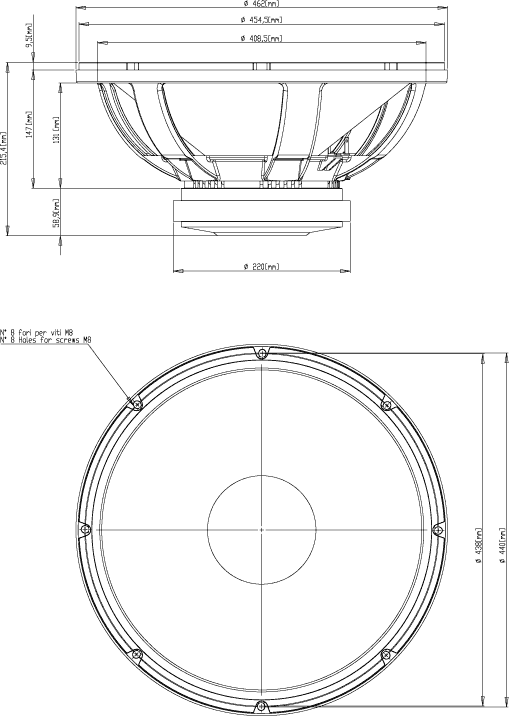 Ø 462[mm]
Ø 454,5[mm]
Ø 408,5[mm]
9,5[mm]
147[mm]
131[mm]
215,4[mm]
58,9[mm]
Ø 220[mm]
N° 8 fori per viti M8
N° 8 Holes for screws M8
Ø 438[mm]
Ø 440[mm]